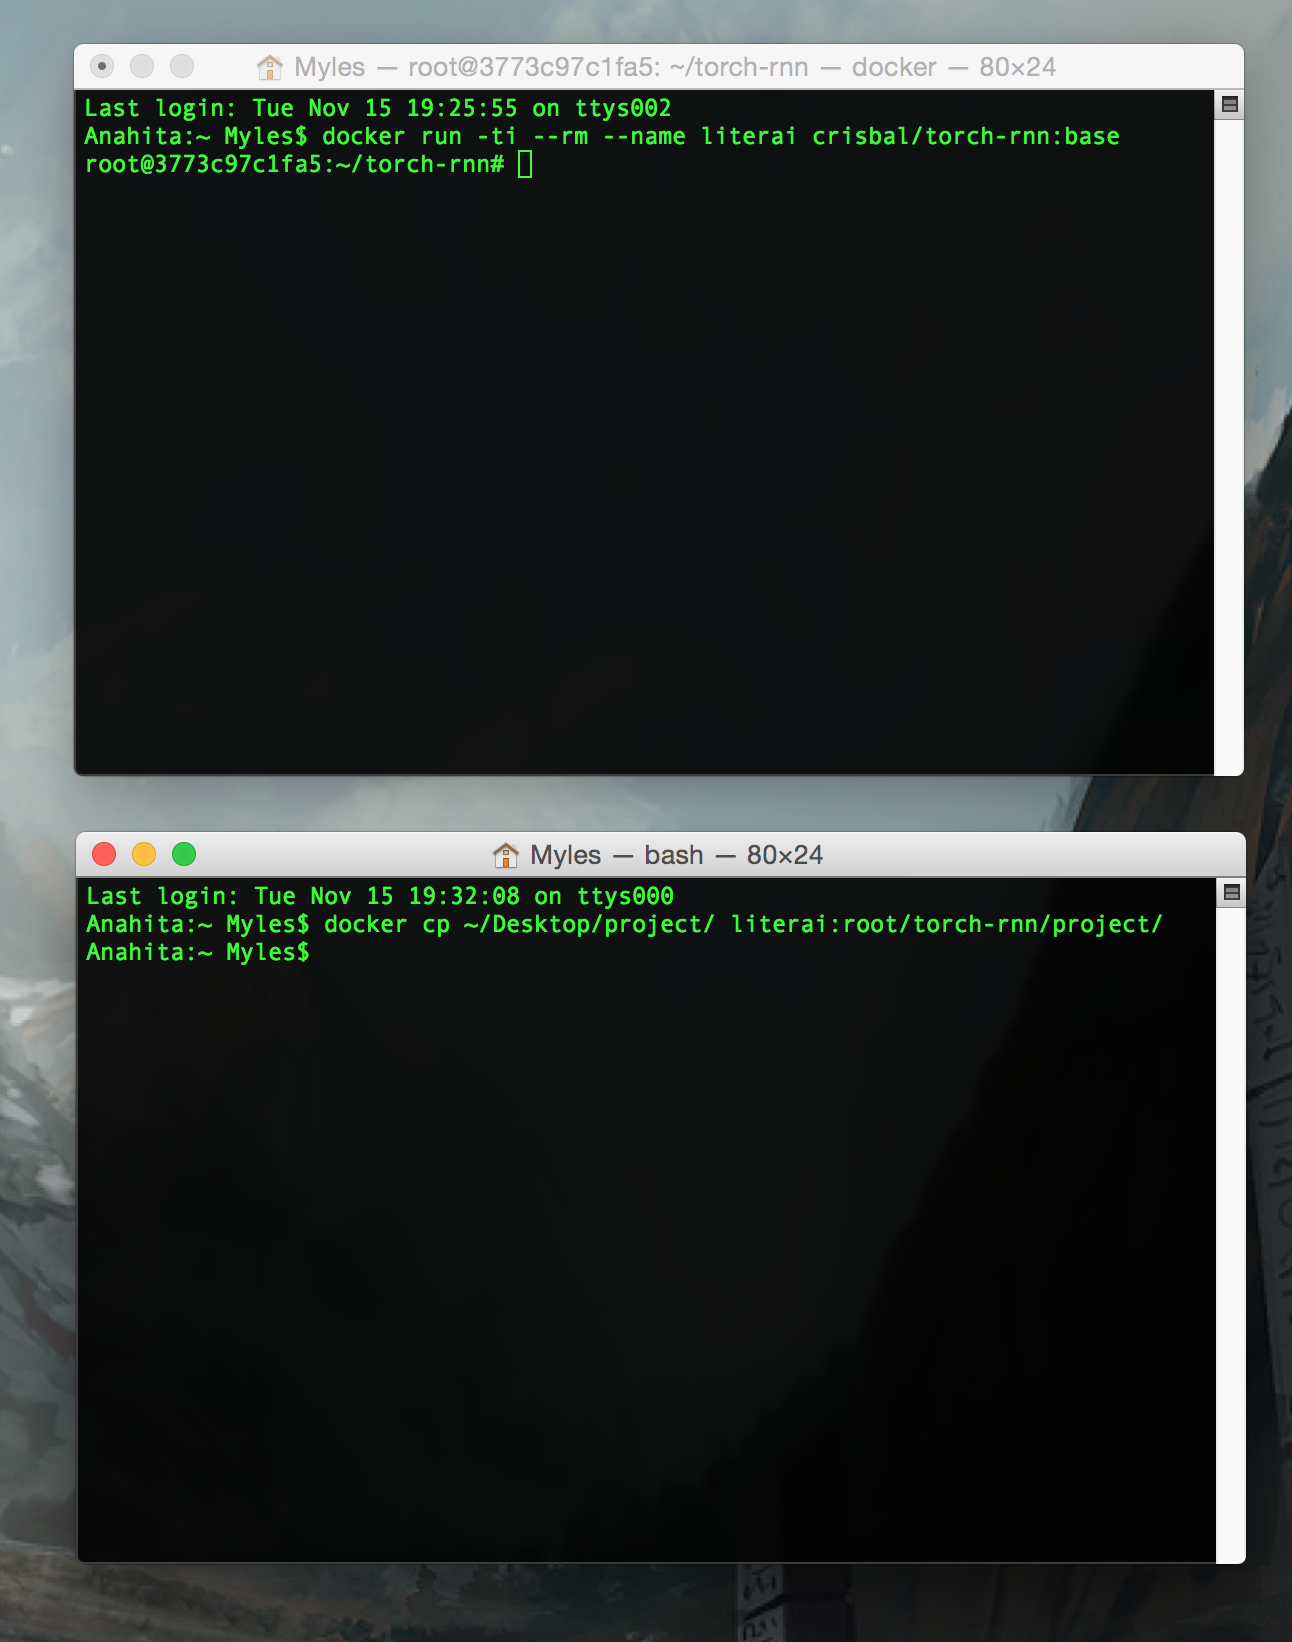 Myles — root@3773c97c1fa5: ~/torch-rnn — docker — 80×24
Last login: Tue Nov 15 19:25:55 on ttys002
Anahita:~ Myles$ docker run -ti --rm --name literai crisbal/torch-rnn:base
root@3773c97c1fa5:~/torch-rnn#
Myles — bash — 80×24
Last login: Tue Nov 15 19:32:08 on ttys000
Anahita:~ Myles$ docker cp ~/Desktop/project/ literai:root/torch-rnn/project/
Anahita:~ Myles$